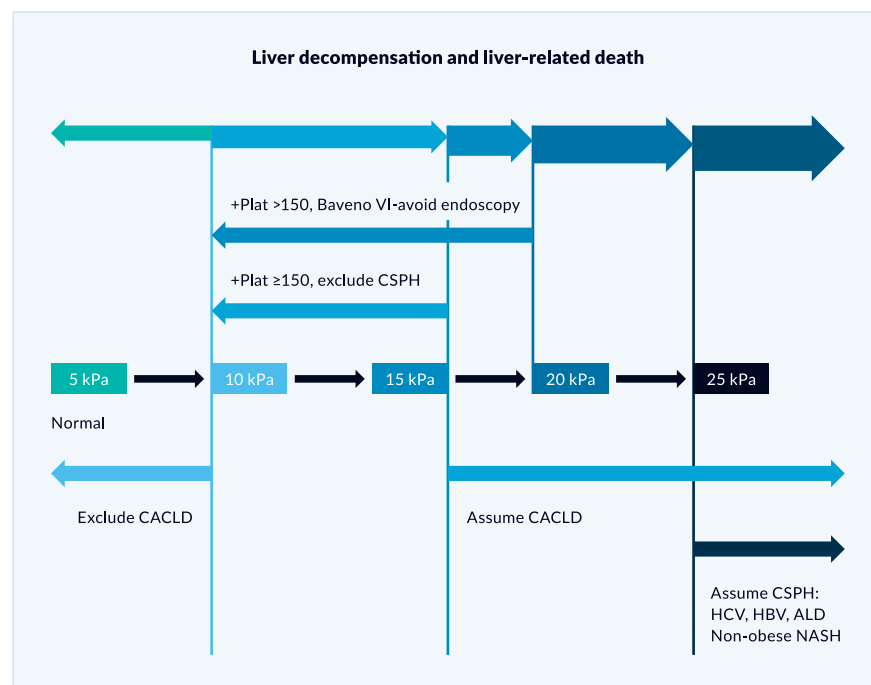 Liver decompensation and liver-related death
+Plat >150, Baveno VI-avoid endoscopy
+Plat ≥150, exclude CSPH
5 kPa
10 kPa
15 kPa
20 kPa
25 kPa
Normal
Exclude CACLD
Assume CACLD
Assume CSPH:
HCV, HBV, ALD
Non-obese NASH